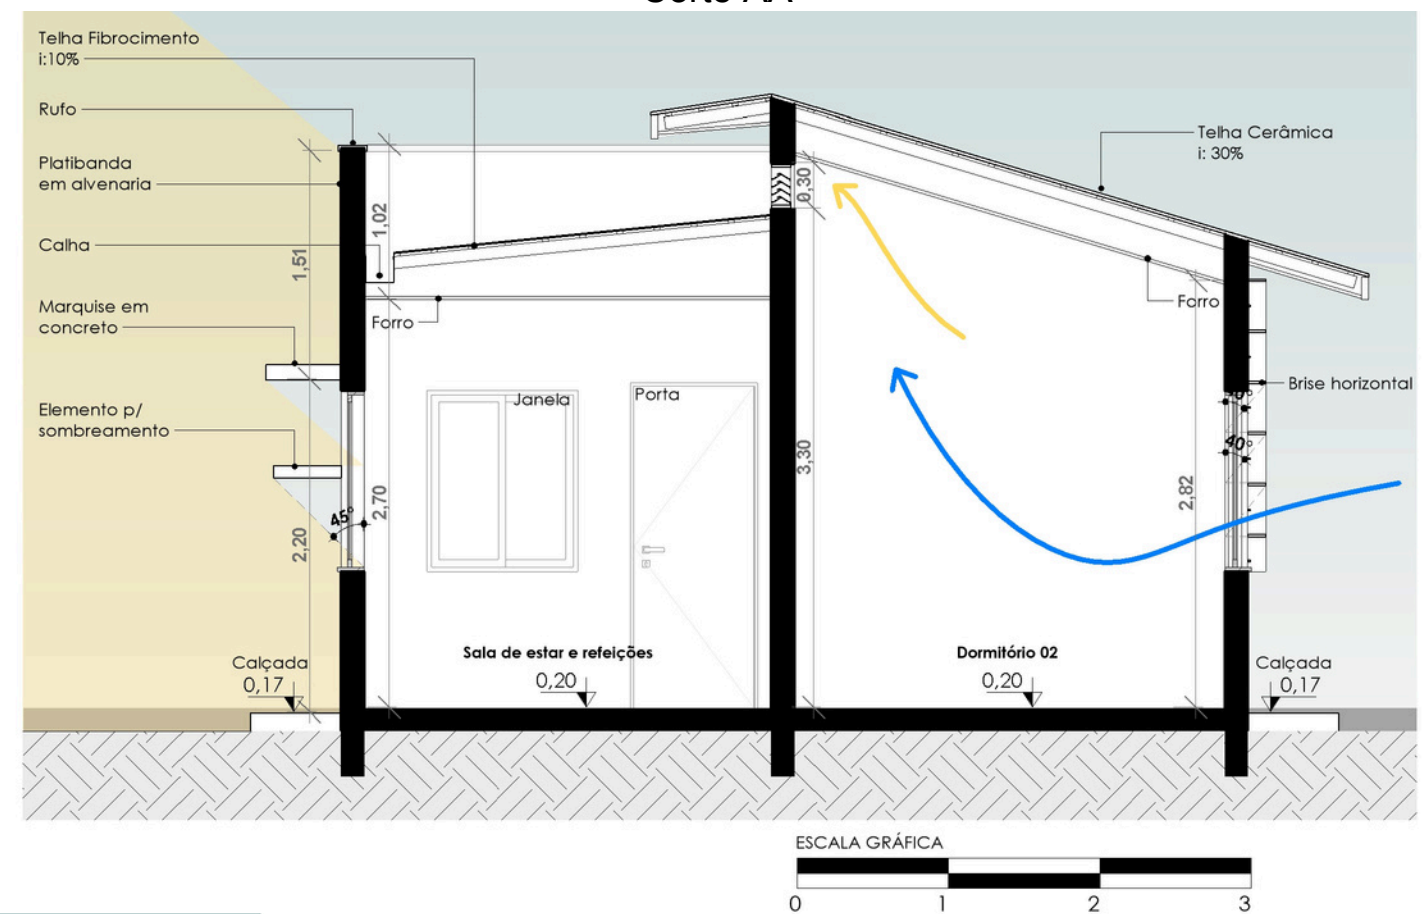 Corte AA
Telha Fibrocimento
i:10%
Rufo
Platibanda
em alvenaria
Calha
Marquise em
concreto
Elemento p/
sombreamento
1,51
1,02
2,20
2,70
45°
Forro
Janela
Porta
Sala de estar e refeições
0,20
Calçada
0,17
0,30
3,30
Telha Cerâmica
i: 30%
Forro
2,82
Brise horizontal
40°
Dormitório 02
0,20
Calçada
0,17
ESCALA GRÁFICA
0 1 2 3